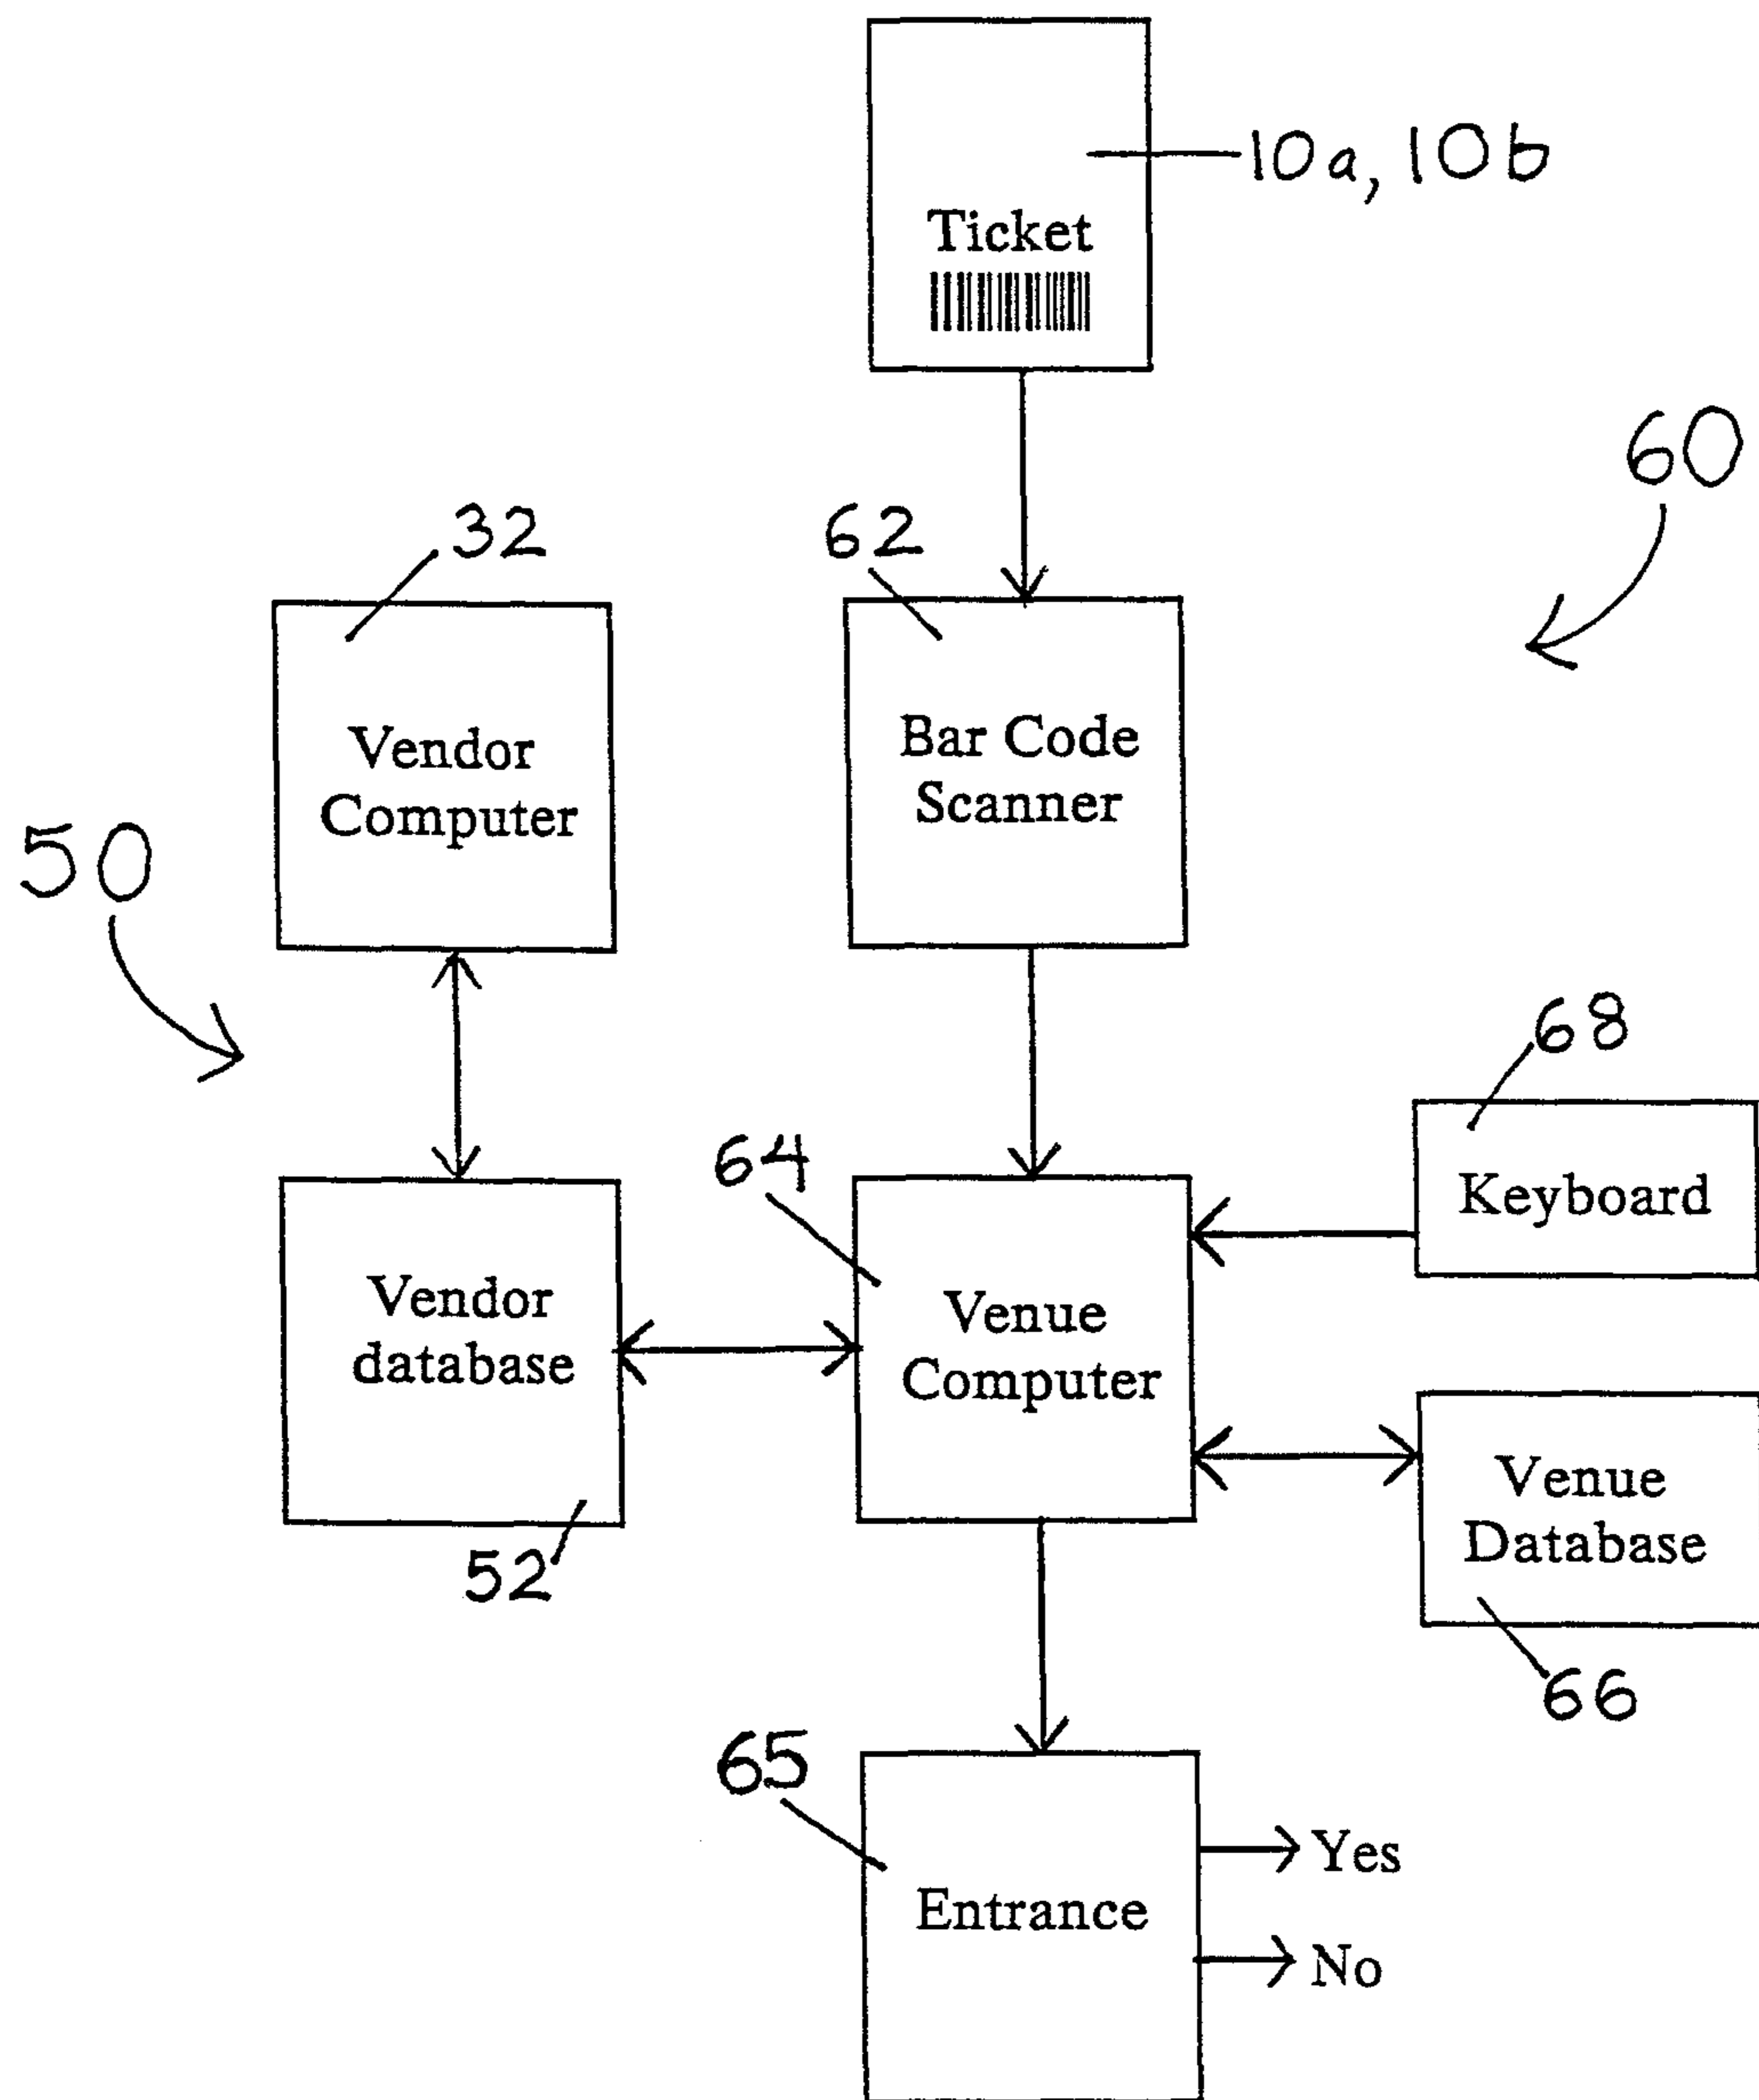 10a, 10b
Ticket
60
32
62
Vendor
Computer
Bar Code
Scanner
50
68
Keyboard
64
Vendor
database
Venue
Computer
Venue
Database
52
66
65
Yes
Entrance
No